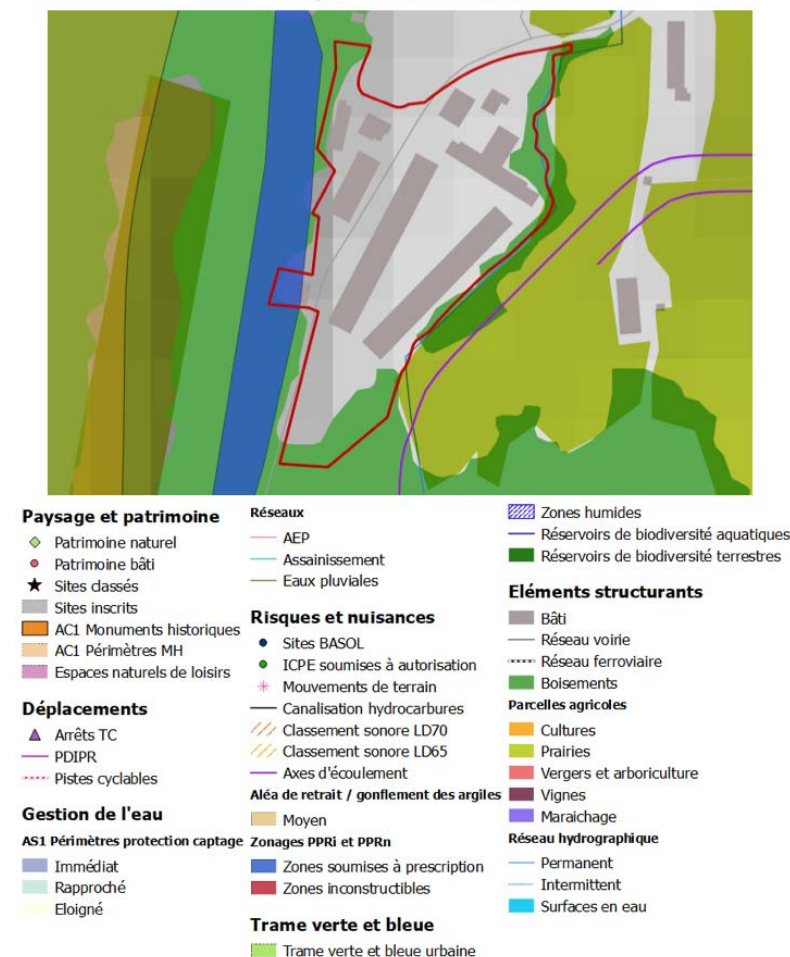 Paysage et patrimoine
Patrimoine naturel
Patrimoine bâti
Sites classés
Sites inscrits
AC1 Monuments historiques
AC1 Périmètres MH
Espaces naturels de loisirs
Déplacements
Arrêts TC
PDIPR
Pistes cyclables
Gestion de l'eau
AS1 Périmètres protection captage
Immédiat
Rapproché
Eloigné
Réseaux
AEP
Assainissement
Eaux pluviales
Risques et nuisances
Sites BASOL
ICPE soumises à autorisation
Mouvements de terrain
Canalisation hydrocarbures
Classement sonore LD70
Classement sonore LD65
Axes d'écoulement
Aléa de retrait / gonflement des argiles
Moyen
Zonages PPRi et PPRn
Zones soumises à prescription
Zones inconstructibles
Trame verte et bleue
Trame verte et bleue urbaine
Zones humides
Réservoirs de biodiversité aquatiques
Réservoirs de biodiversité terrestres
Eléments structurants
Bâti
Réseau voirie
Réseau ferroviaire
Boisements
Parcelles agricoles
Cultures
Prairies
Vergers et arboriculture
Vignes
Maraichage
Réseau hydrographique
Permanent
Intermittent
Surfaces en eau